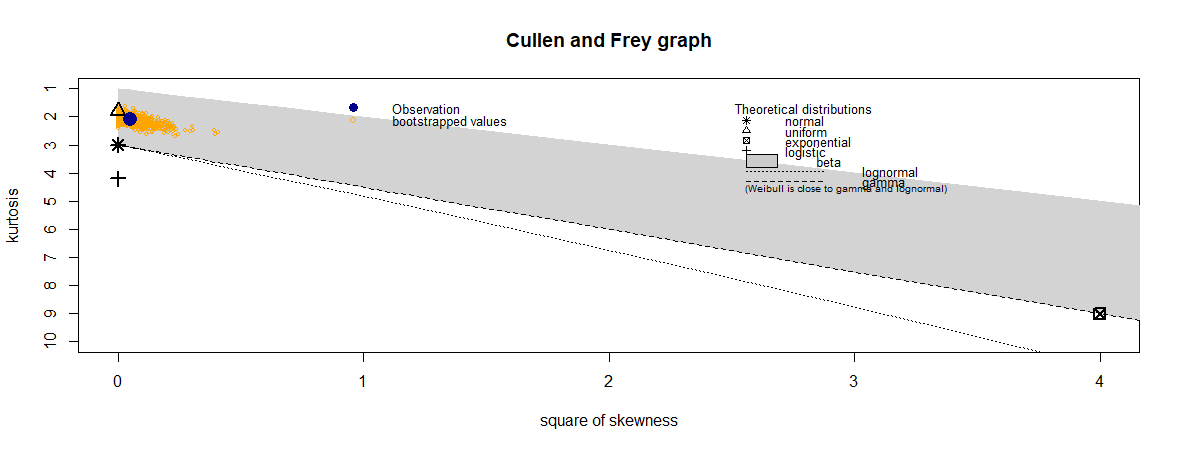 Cullen and Frey graph
Observation
bootstrapped values
Theoretical distributions
normal
uniform
exponential
logistic
beta
lognormal
gamma
(Weibull is close to gamma and lognormal)
kurtosis
1
2
3
4
5
6
7
8
9
10
0
1
2
3
4
square of skewness